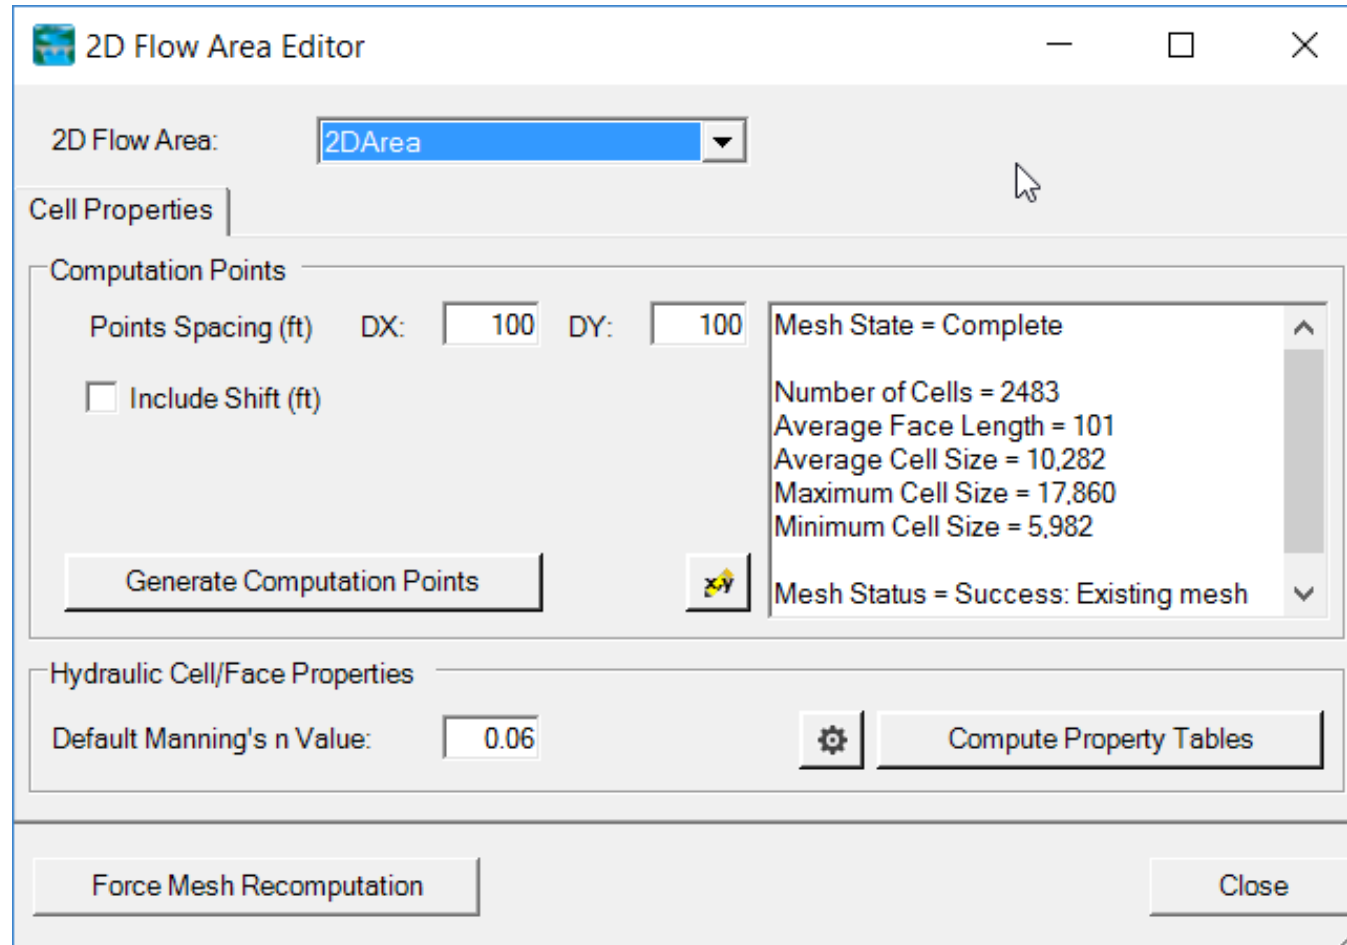 2D Flow Area Editor
2D Flow Area: 2DArea
Cell Properties
Computation Points
Points Spacing (ft) DX: 100 DY: 100
Include Shift (ft)
Mesh State = Complete
Number of Cells = 2483
Average Face Length = 101
Average Cell Size = 10,282
Maximum Cell Size = 17,860
Minimum Cell Size = 5,982
Mesh Status = Success: Existing mesh
Generate Computation Points
x,y
Hydraulic Cell/Face Properties
Default Manning's n Value: 0.06
Compute Property Tables
Force Mesh Recomputation
Close